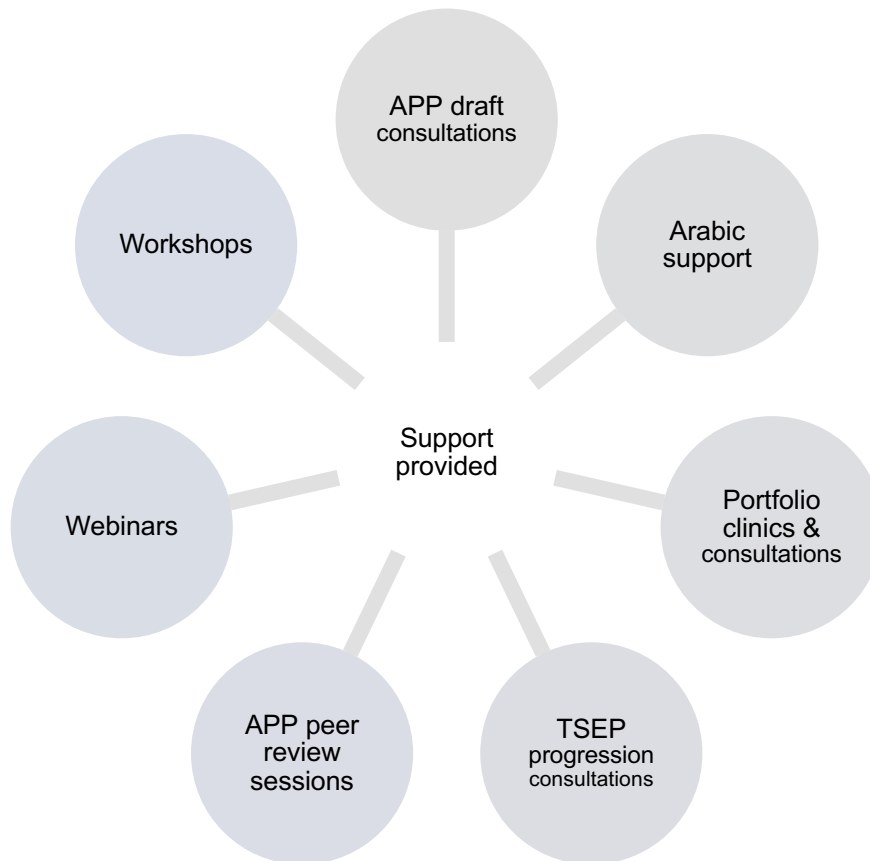 APP draft
consultations
Arabic
support
Portfolio
clinics &
consultations
TSEP
progression
consultations
APP peer
review
sessions
Webinars
Workshops
Support
provided